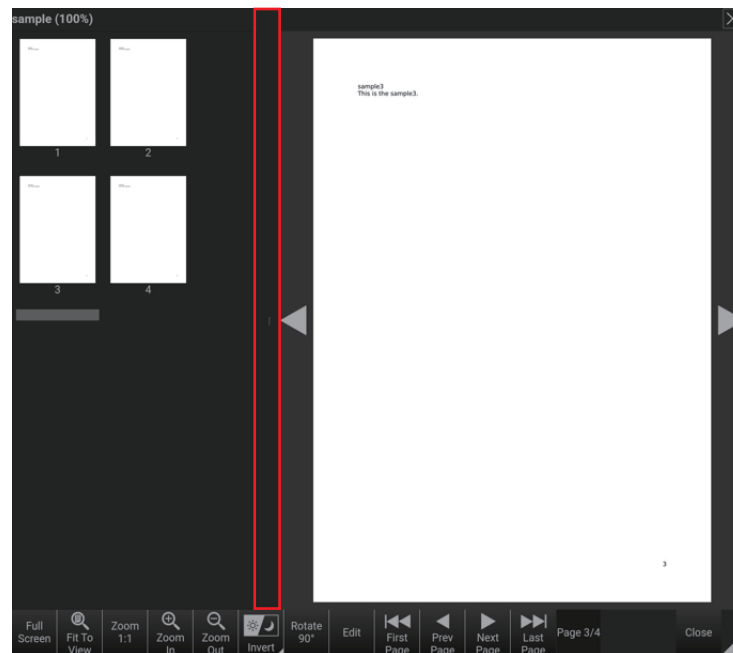 sample (100%)
1
2
3
4
sample3
This is the sample3.
3
Full
Screen
Fit To
View
Zoom
1:1
Zoom
In
Zoom
Out
Invert
Rotate
90°
Edit
First
Page
Prev
Page
Next
Page
Last
Page
Page 3/4
Close